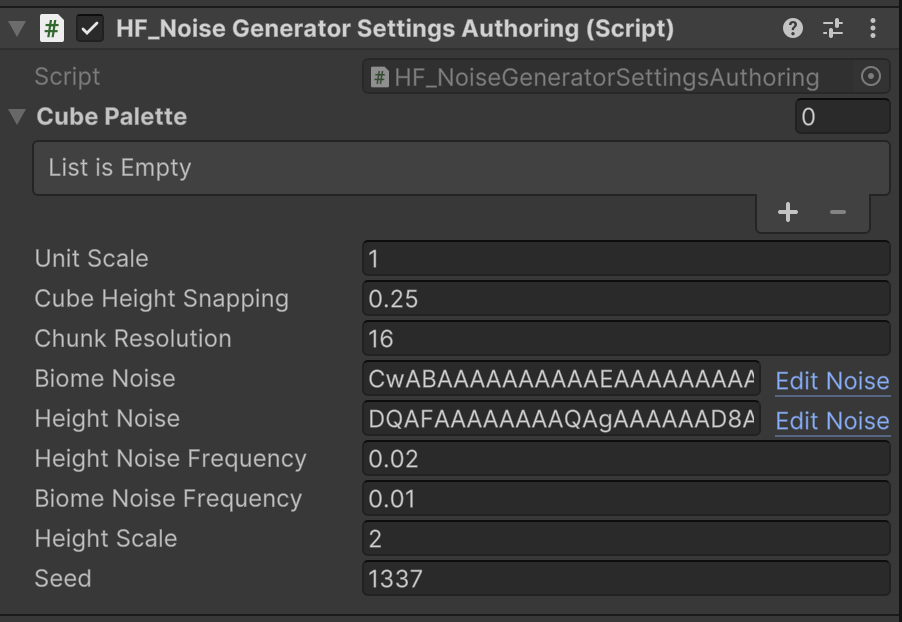 HF_Noise Generator Settings Authoring (Script)
Script # HF_NoiseGeneratorSettingsAuthoring
Cube Palette 0
List is Empty
+ −
Unit Scale 1
Cube Height Snapping 0.25
Chunk Resolution 16
Biome Noise CwABAAAAAAAAAAEAAAAAAAAA Edit Noise
Height Noise DQAFAAAAAAAAQAgAAAAAAD8A Edit Noise
Height Noise Frequency 0.02
Biome Noise Frequency 0.01
Height Scale 2
Seed 1337